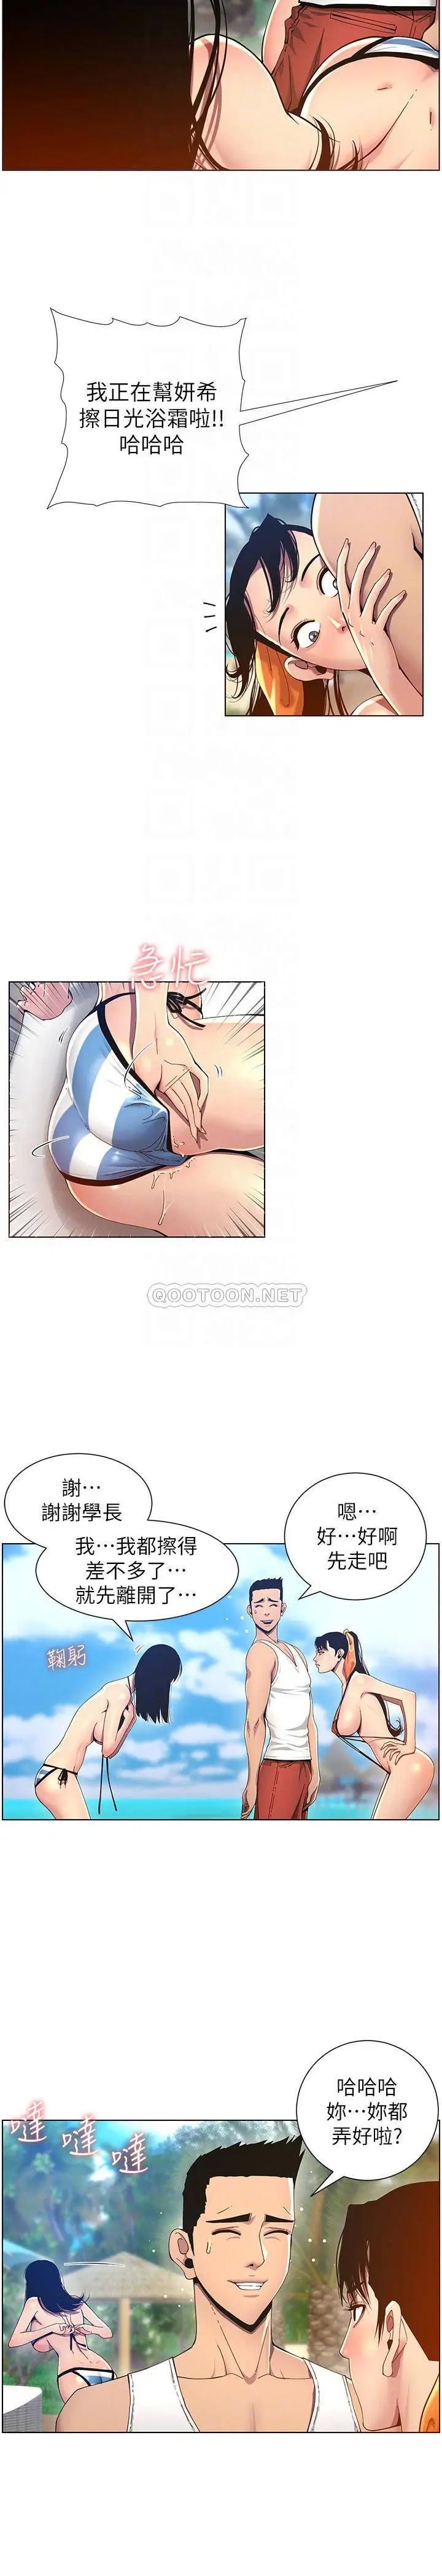 我正在幫妍希
擦日光浴霜啦!!
哈哈哈
急忙
QOOTOON.NET
謝⋯
謝謝學長
我⋯我都擦得
差不多了⋯
就先離開了⋯
嗯⋯
好⋯好啊
先走吧
鞠躬
哈哈哈
妳⋯妳都
弄好啦?
噠
噠
噠